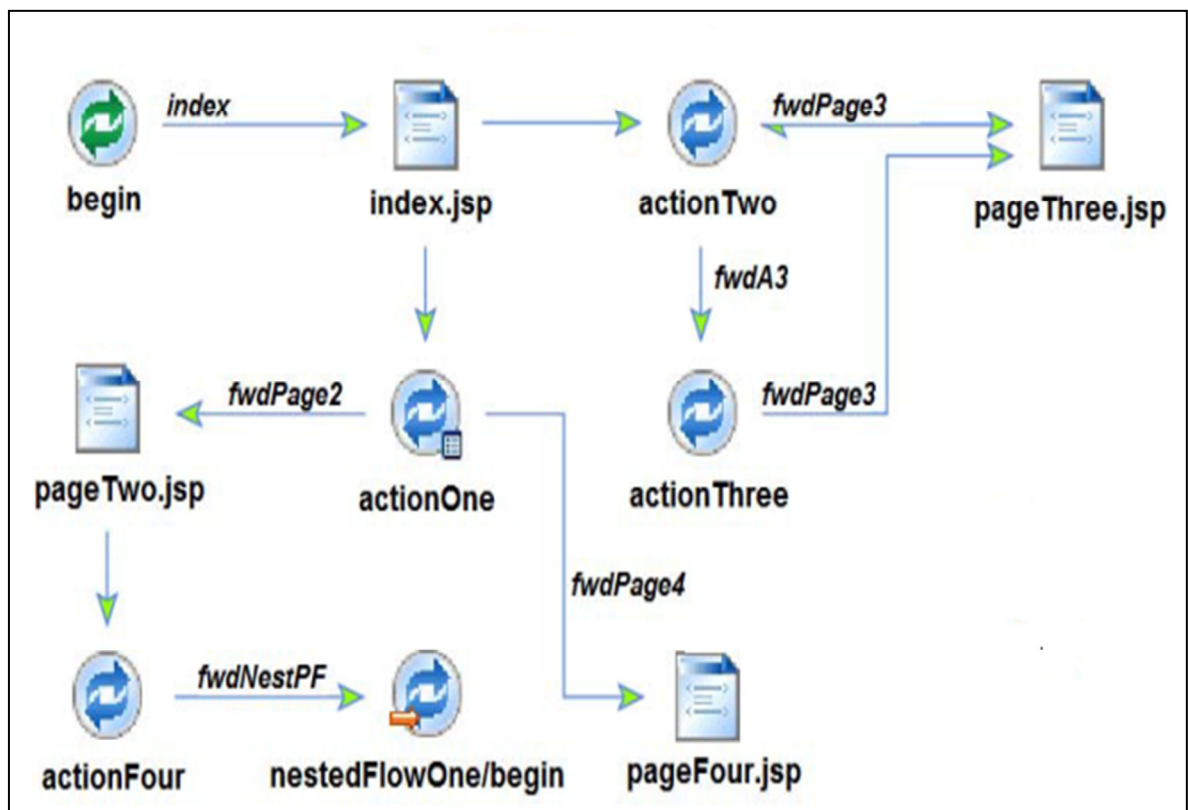 index
fwdPage3
begin
index.jsp
actionTwo
pageThree.jsp
fwdA3
fwdPage2
fwdPage3
pageTwo.jsp
actionOne
actionThree
fwdPage4
fwdNestPF
actionFour
nestedFlowOne/begin
pageFour.jsp